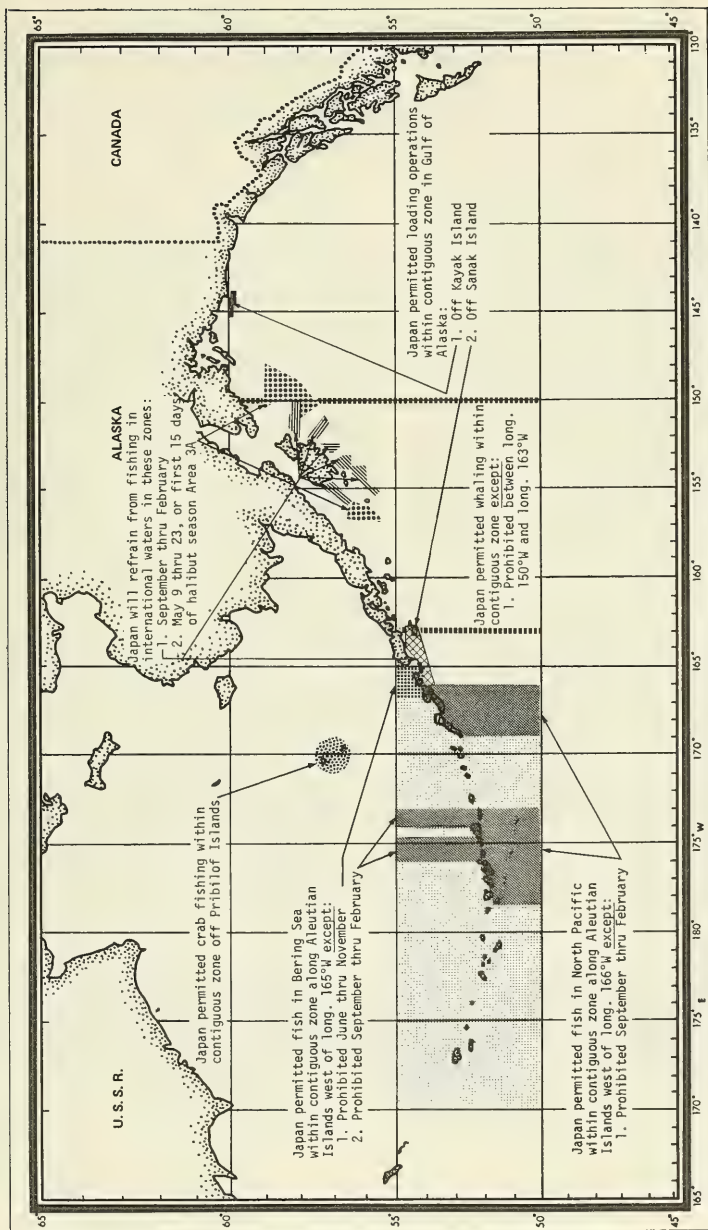 65°
60°
55°
50°
45°
CANADA
ALASKA
U.S.S.R.
Japan will refrain from fishing in
international waters in these zones:
1. September thru February
2. May 9 thru 23, or first 15 days
of halibut season Area 3A
Japan permitted crab fishing within
contiguous zone off Pribilof Islands
Japan permitted fish in Bering Sea
within contiguous zone along Aleutian
Islands west of long. 165°W except:
1. Prohibited June thru November
2. Prohibited September thru February
Japan permitted loading operations
within contiguous zone in Gulf of
Alaska:
1. Off Kayak Island
2. Off Sanak Island
Japan permitted whaling within
contiguous zone except:
1. Prohibited between long.
150°W and long. 163°W
Japan permitted fish in North Pacific
within contiguous zone along Aleutian
Islands west of long. 166°W except:
1. Prohibited September thru February
65°
60°
55°
50°
45°
165°
170°
175°
E
180°
W
175°
170°
165°
160°
155°
150°
145°
140°
135°
130°